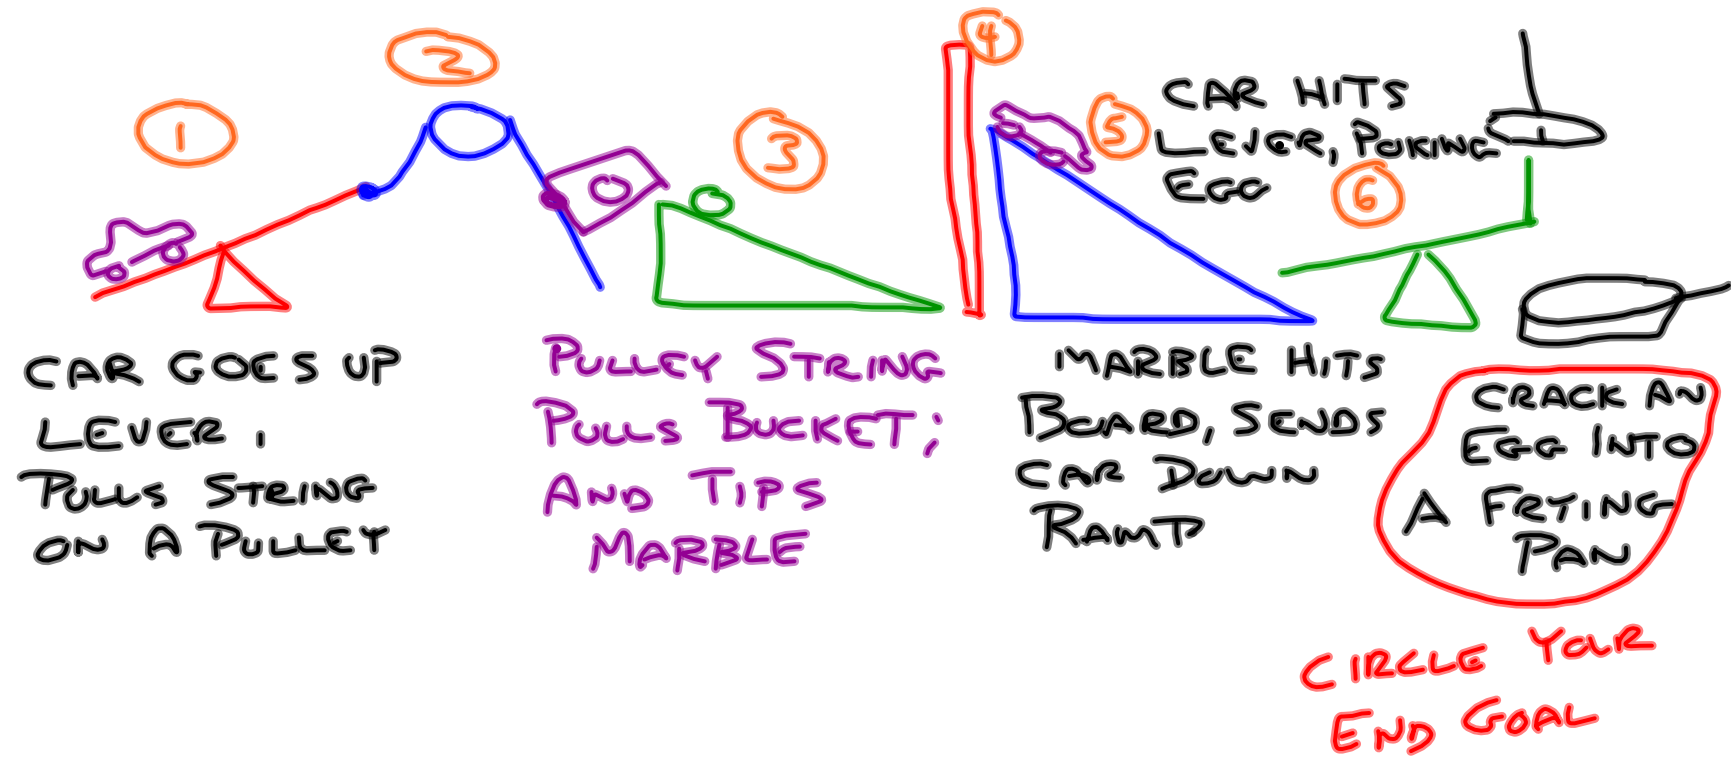 1
2
3
4
5
6
CAR HITS
LEVER, POKING
EGG
CAR GOES UP
LEVER,
PULLS STRING
ON A PULLEY
PULLEY STRING
PULLS BUCKET;
AND TIPS
MARBLE
MARBLE HITS
BOARD, SENDS
CAR DOWN
RAMP
CRACK AN
EGG INTO
A FRYING
PAN
CIRCLE YOUR
END GOAL